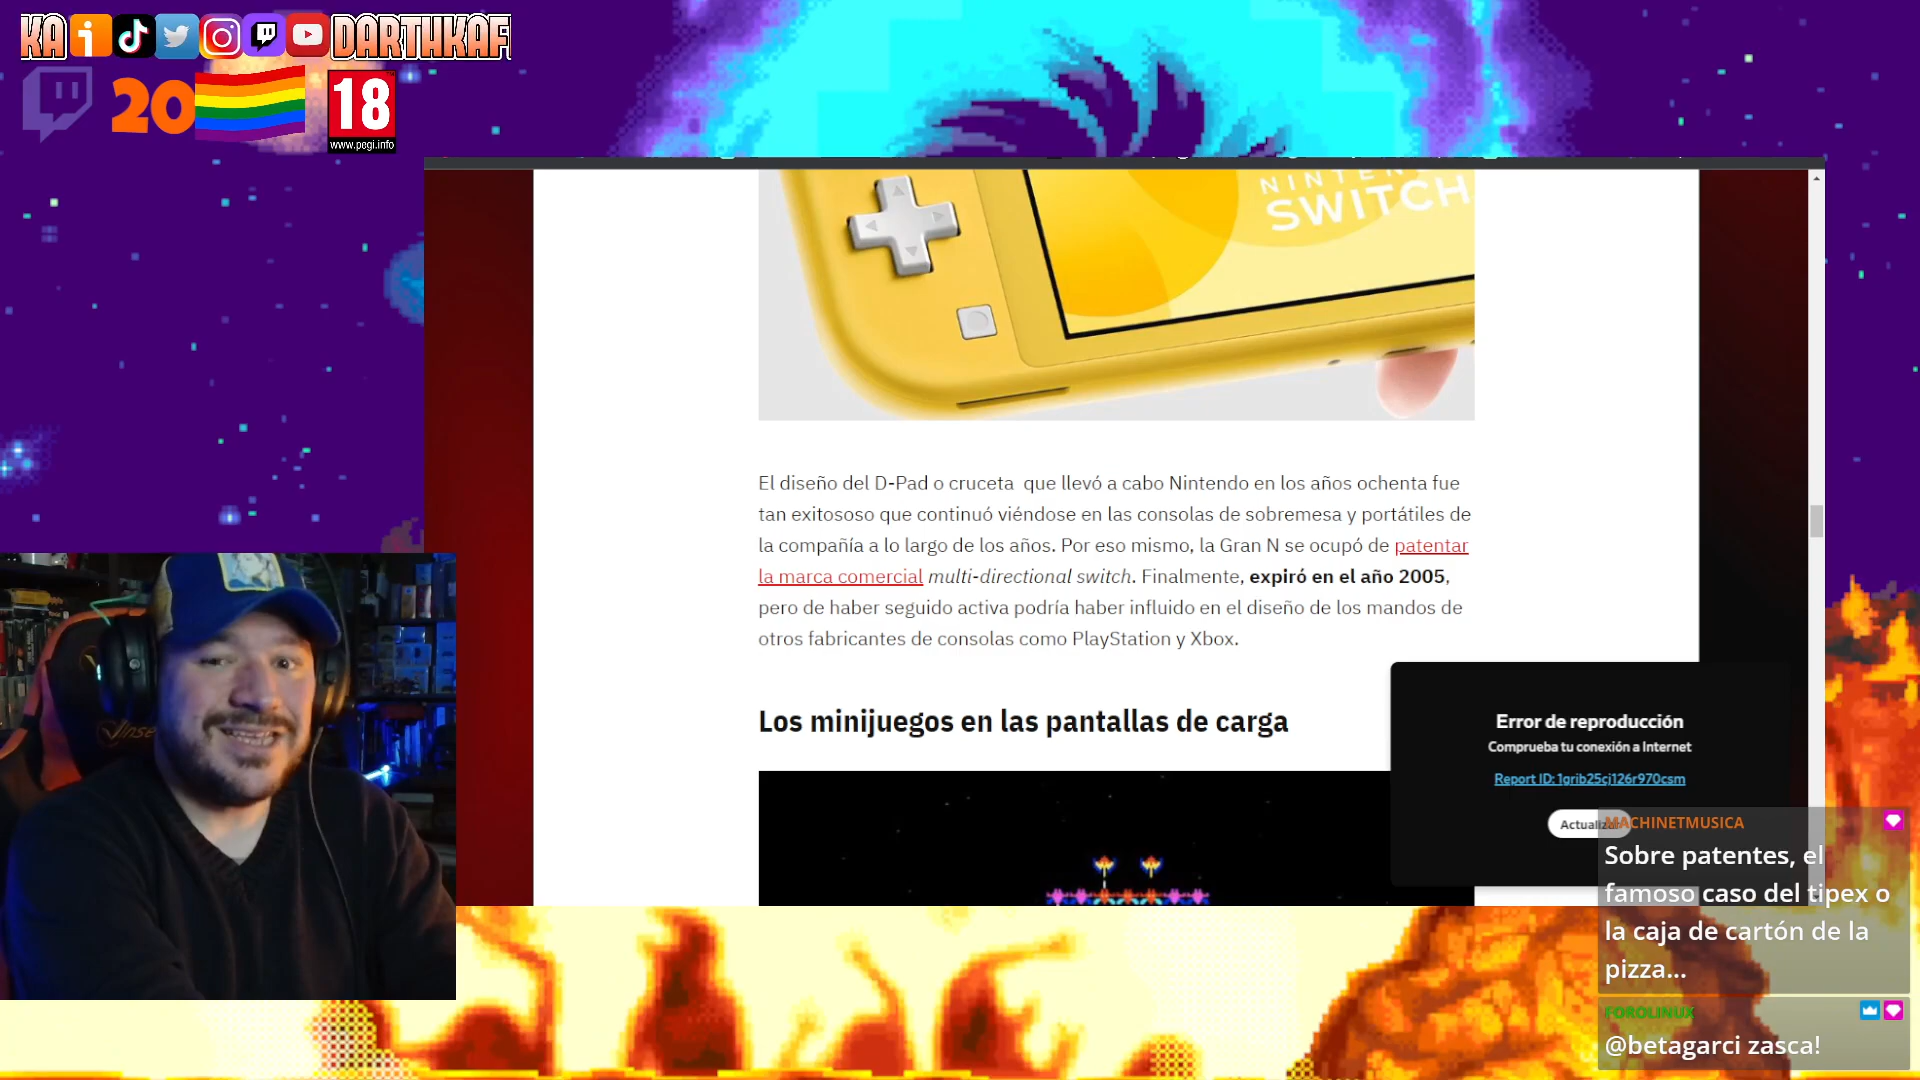 KA
DARTHKAF
20
18
www.pegi.info
NINTEN
SWITCH
El diseño del D-Pad o cruceta que llevó a cabo Nintendo en los años ochenta fue
tan exitososo que continuó viéndose en las consolas de sobremesa y portátiles de
la compañía a lo largo de los años. Por eso mismo, la Gran N se ocupó de patentar
la marca comercial multi-directional switch. Finalmente, expiró en el año 2005,
pero de haber seguido activa podría haber influido en el diseño de los mandos de
otros fabricantes de consolas como PlayStation y Xbox.
Los minijuegos en las pantallas de carga
Error de reproducción
Comprueba tu conexión a Internet
Report ID: 1grib25cj126r970csm
Actualizar
MACHINETMUSICA
Sobre patentes, el
famoso caso del tipex o
la caja de cartón de la
pizza...
FOROLINUX
@betagarci zasca!